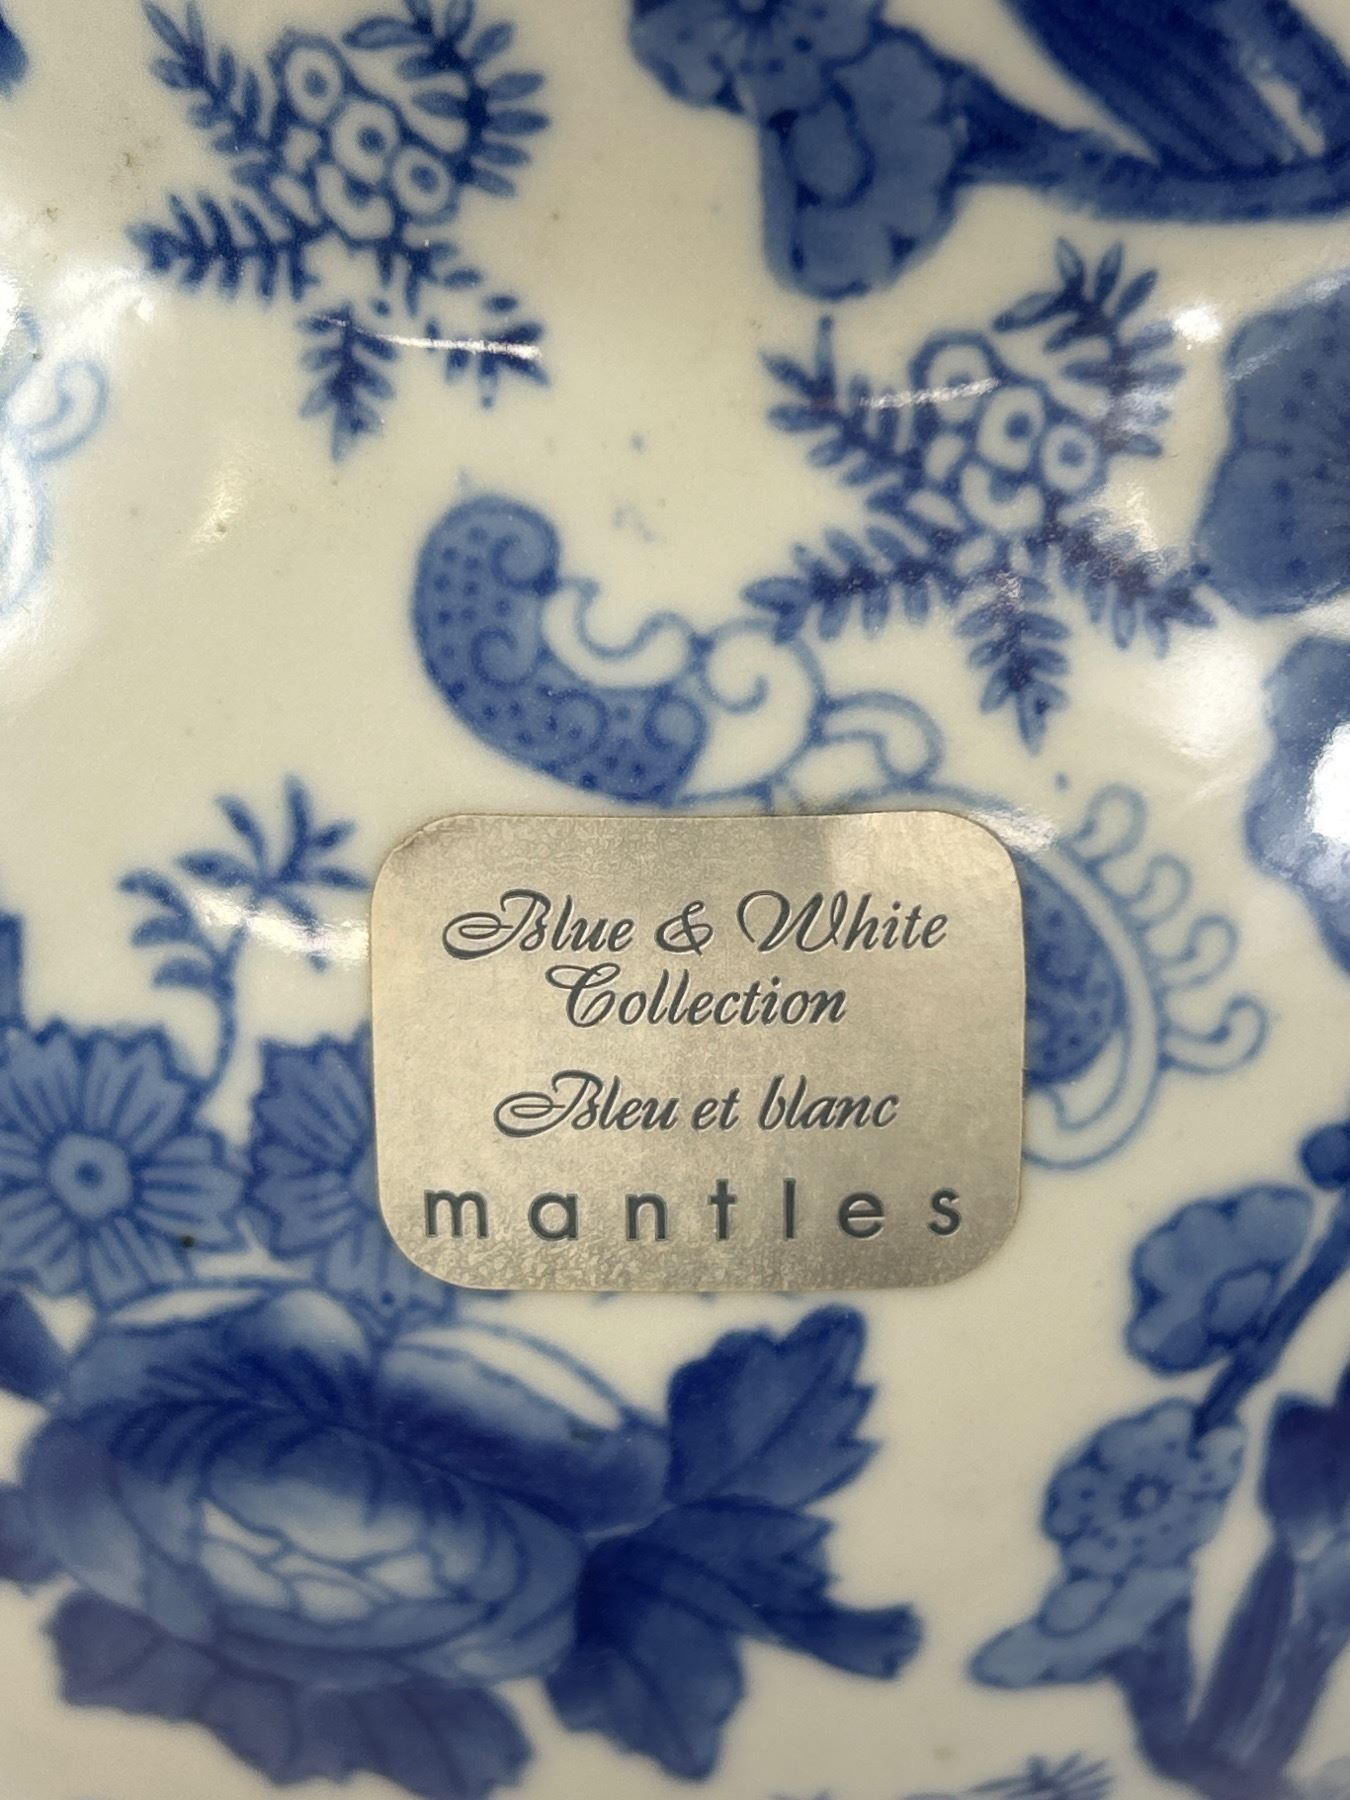 Blue & White
Collection
Bleu et blanc
mantles